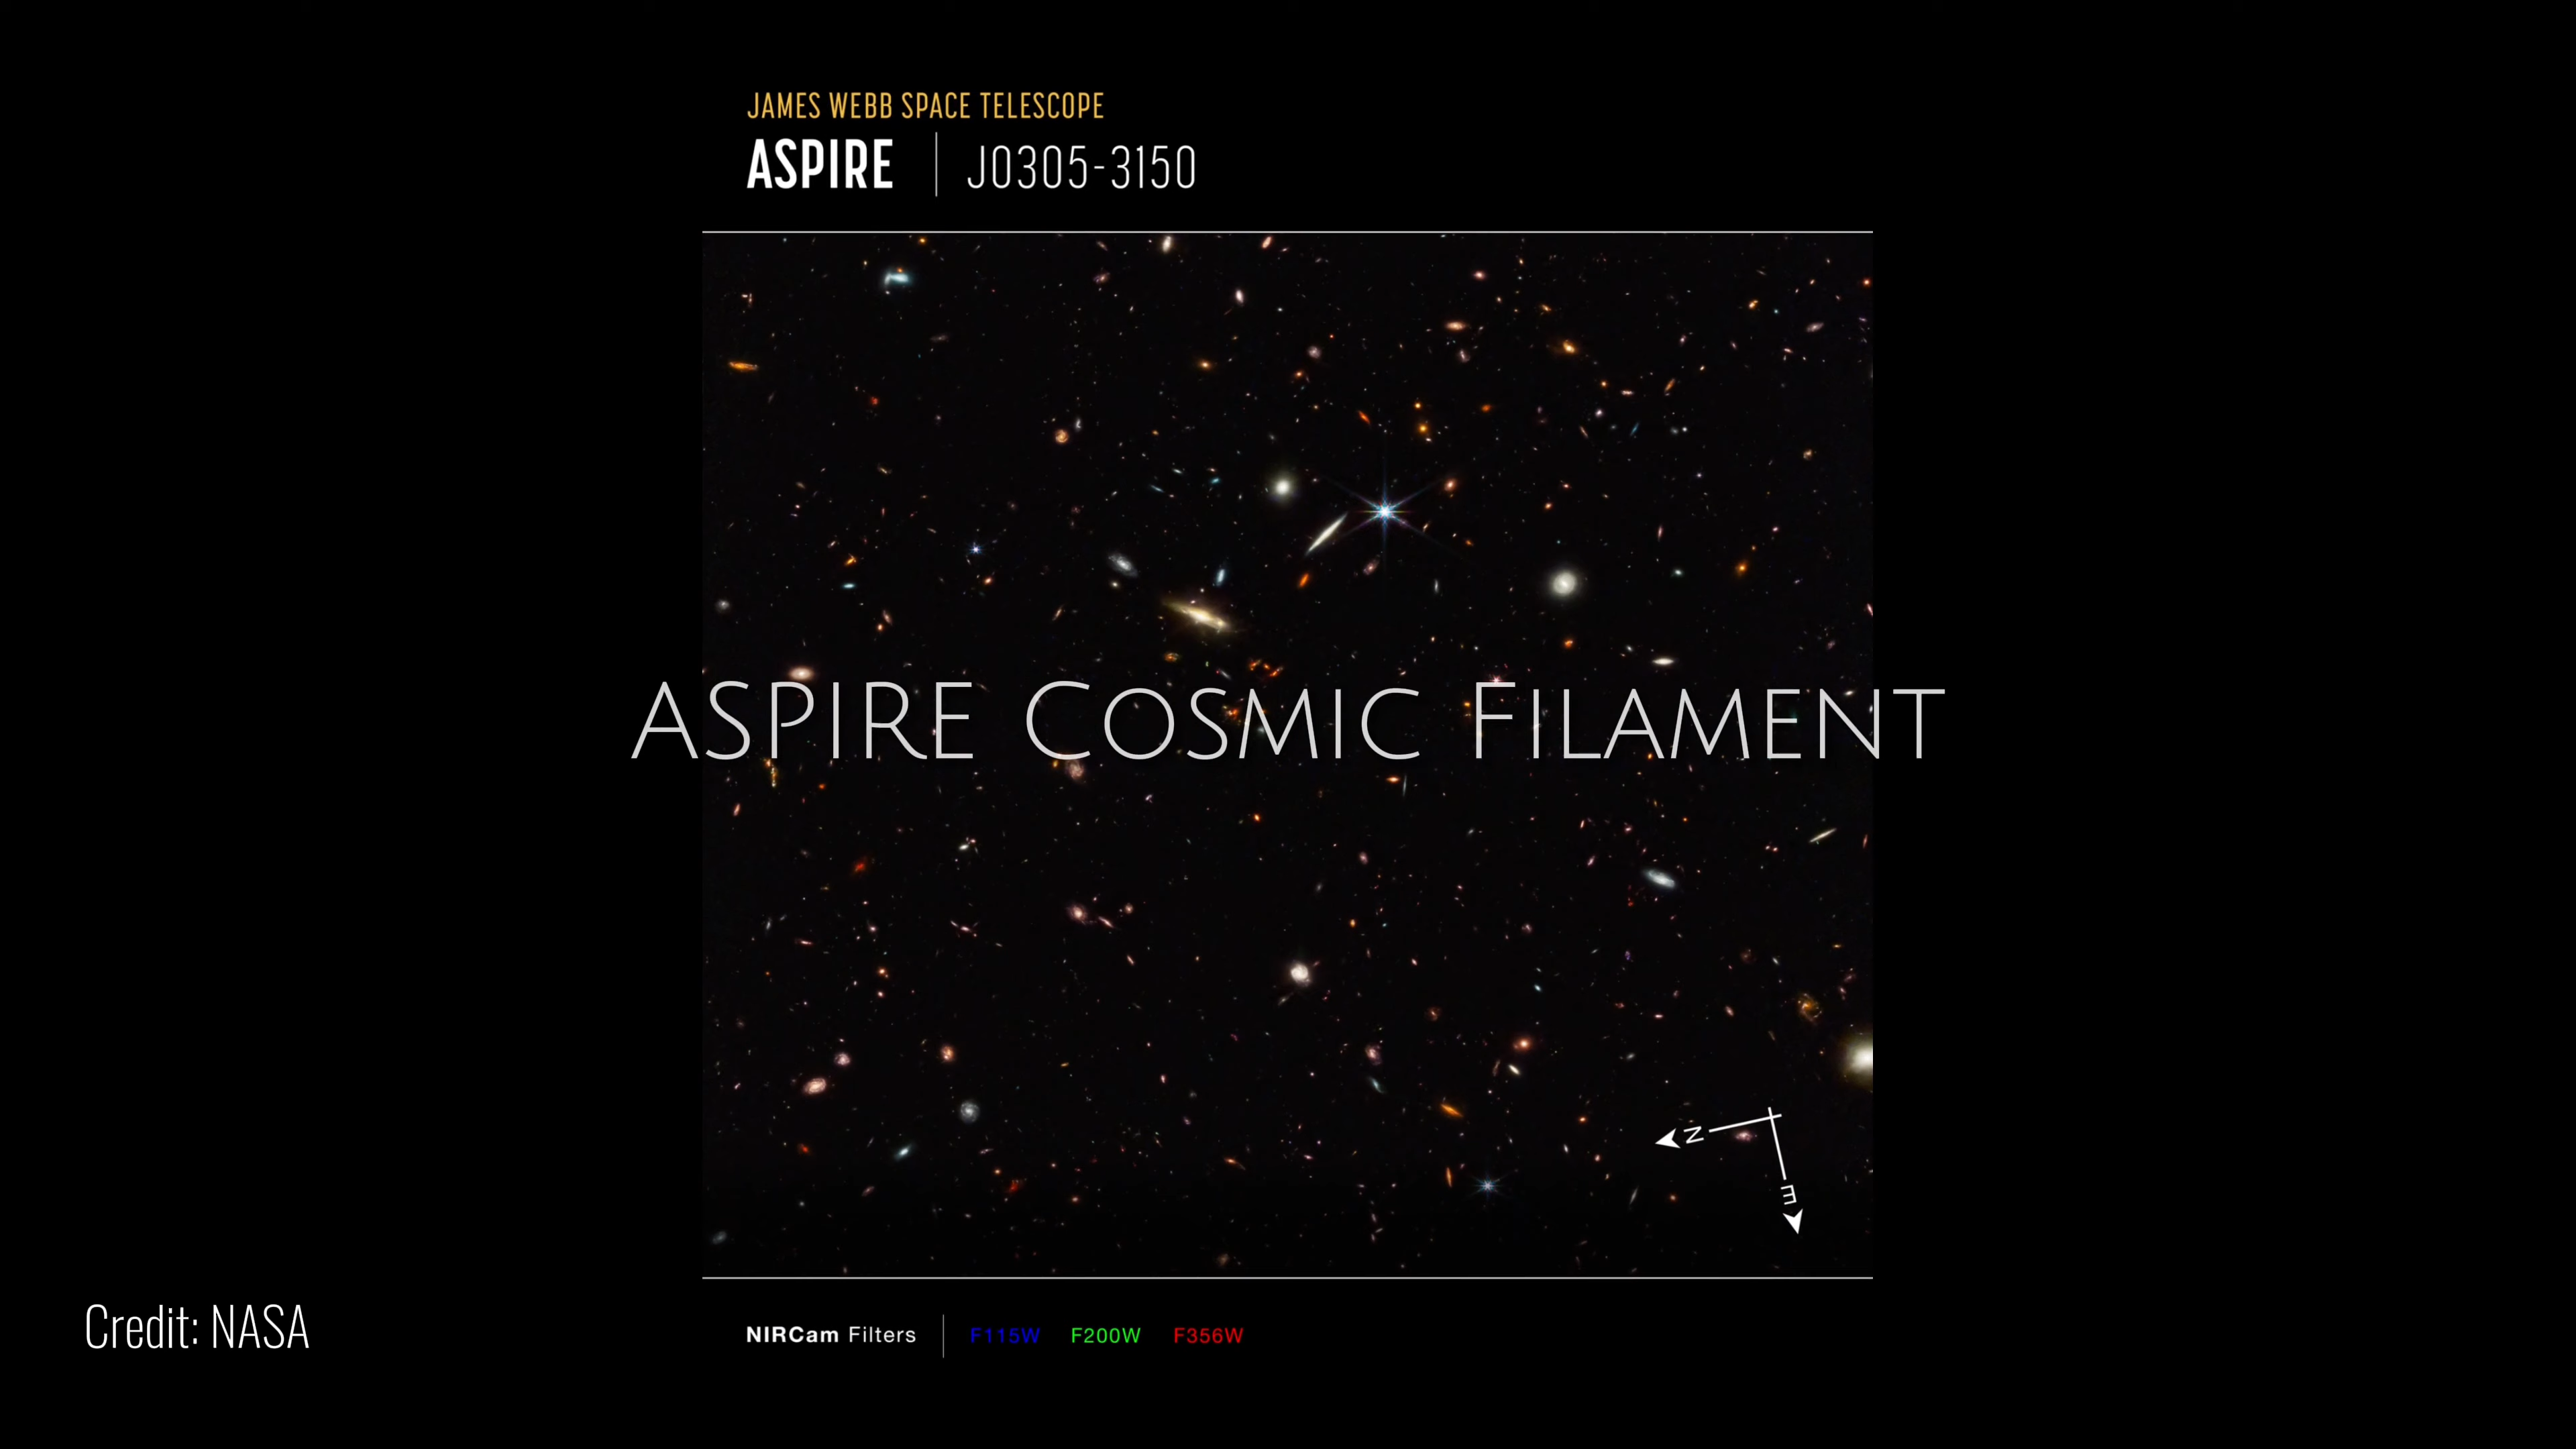 JAMES WEBB SPACE TELESCOPE
ASPIRE | J0305-3150
ASPIRE COSMIC FILAMENT
N
E
Credit: NASA
NIRCam Filters | F115W F200W F356W